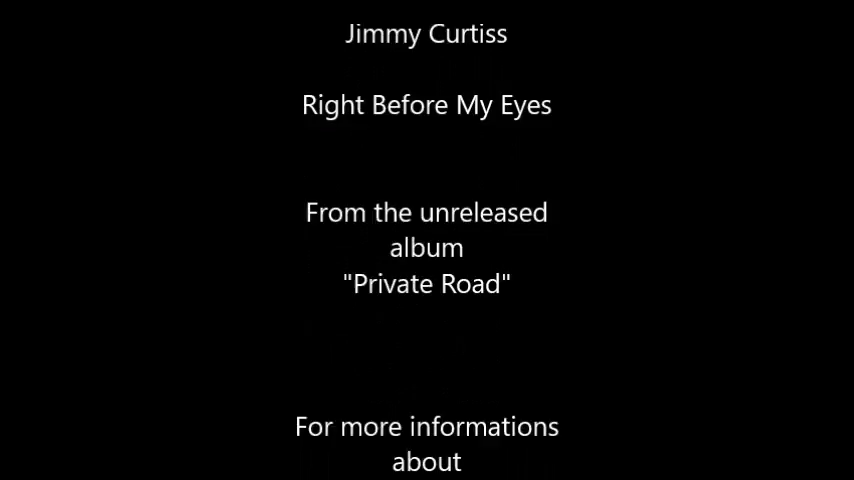 Jimmy Curtiss
Right Before My Eyes
From the unreleased
album
"Private Road"
For more informations
about